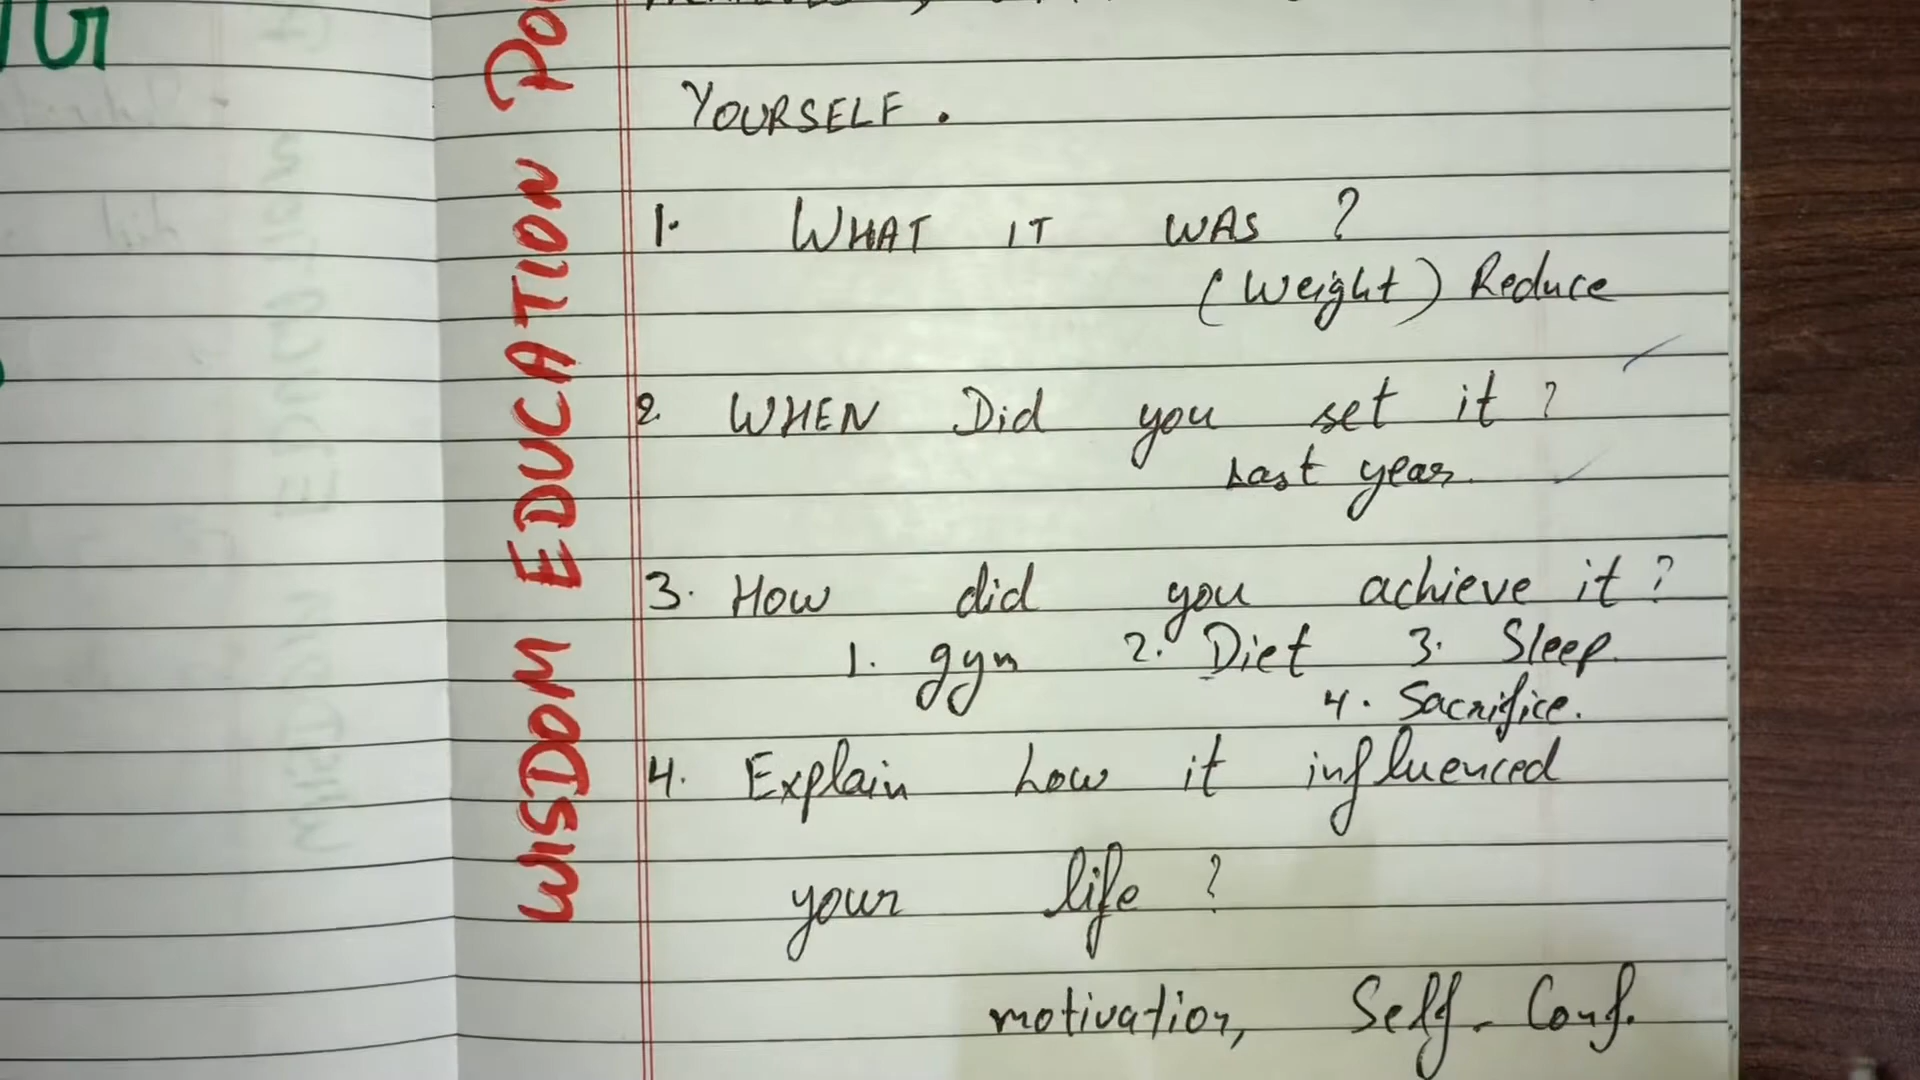 YOURSELF.
1. WHAT IT WAS ?
(Weight) Reduce
2. WHEN Did you set it ?
Last year.
3. How did you achieve it ?
1. gym 2. Diet 3. Sleep.
4. Sacrifice.
4. Explain how it influenced
your life ?
motivation, Self-Conf.
WISDOM EDUCATION